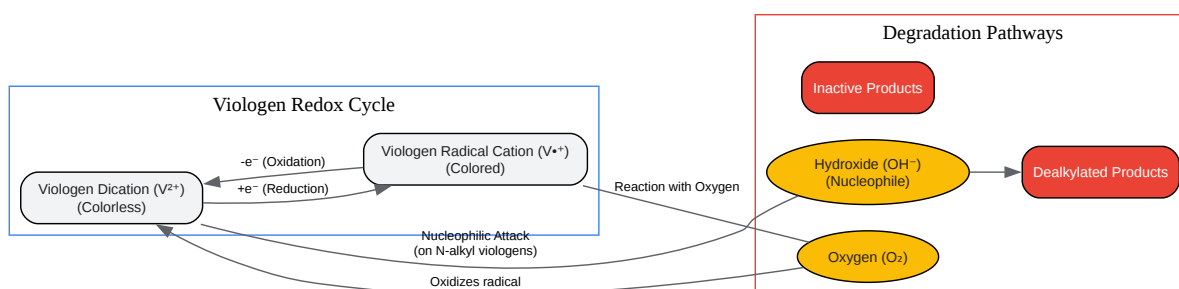 Degradation Pathways
Inactive Products
Viologen Redox Cycle
Viologen Radical Cation (V•⁺)
(Colored)
-e⁻ (Oxidation)
+e⁻ (Reduction)
Viologen Dication (V²⁺)
(Colorless)
Hydroxide (OH⁻)
(Nucleophile)
Dealkylated Products
Reaction with Oxygen
Nucleophilic Attack
(on N-alkyl viologens)
Oxygen (O₂)
Oxidizes radical